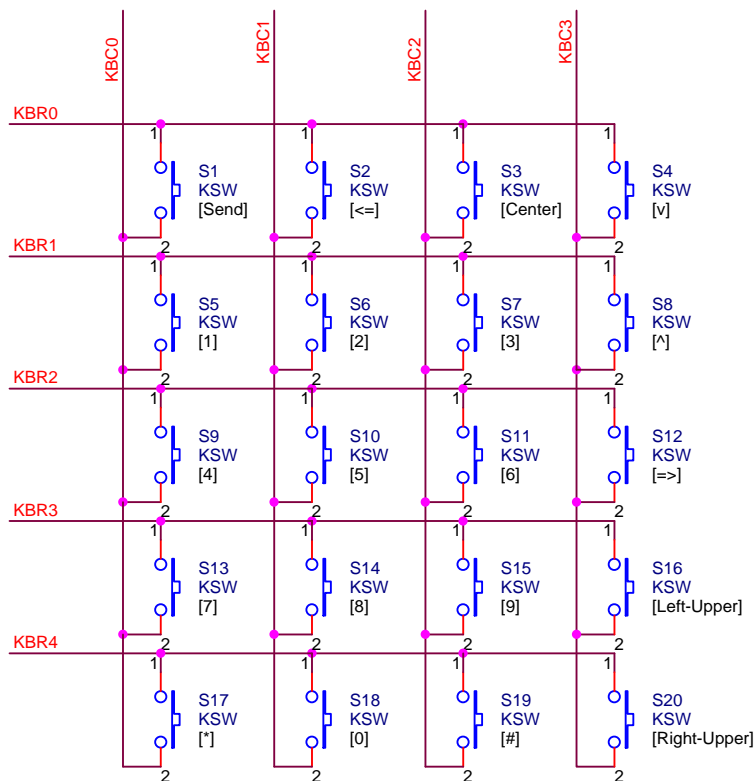 KBC0
KBC1
KBC2
KBC3
KBR0
1
1
1
1
S1
KSW
[Send]
S2
KSW
[<=]
S3
KSW
[Center]
S4
KSW
[v]
2
2
2
2
KBR1
1
1
1
1
S5
KSW
[1]
S6
KSW
[2]
S7
KSW
[3]
S8
KSW
[^]
2
2
2
2
KBR2
1
1
1
1
S9
KSW
[4]
S10
KSW
[5]
S11
KSW
[6]
S12
KSW
[=>]
2
2
2
2
KBR3
1
1
1
1
S13
KSW
[7]
S14
KSW
[8]
S15
KSW
[9]
S16
KSW
[Left-Upper]
2
2
2
2
KBR4
1
1
1
1
S17
KSW
[*]
S18
KSW
[0]
S19
KSW
[#]
S20
KSW
[Right-Upper]
2
2
2
2